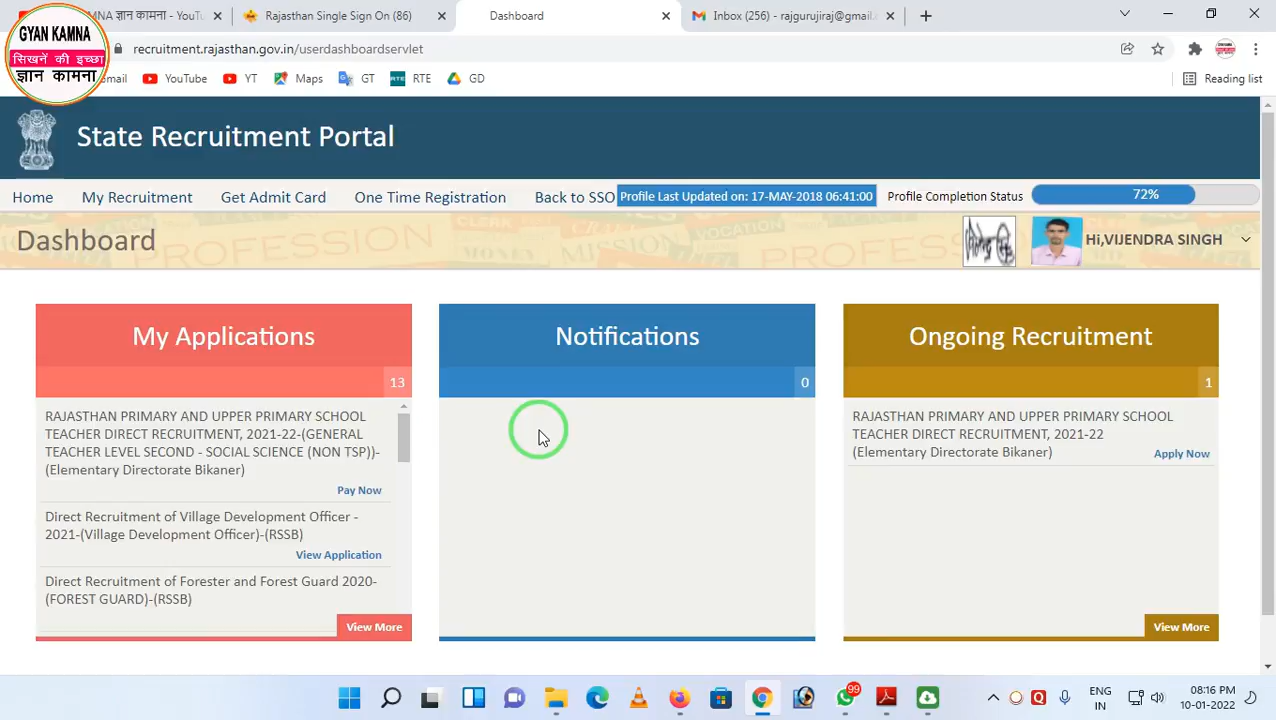 MNA ज्ञान कामना - YouTu
Rajasthan Single Sign On (86)
Dashboard
Inbox (256) - rajgurujiraj@gmail.
GYAN KAMNA
सिखनें की इच्छा
ज्ञान कामना
recruitment.rajasthan.gov.in/userdashboardservlet
email
YouTube
YT
Maps
GT
RTE
RTE
GD
Reading list
State Recruitment Portal
Home
My Recruitment
Get Admit Card
One Time Registration
Back to SSO
Profile Last Updated on: 17-MAY-2018 06:41:00
Profile Completion Status
72%
Dashboard
Hi,VIJENDRA SINGH
My Applications
13
RAJASTHAN PRIMARY AND UPPER PRIMARY SCHOOL
TEACHER DIRECT RECRUITMENT, 2021-22-(GENERAL
TEACHER LEVEL SECOND - SOCIAL SCIENCE (NON TSP))-
(Elementary Directorate Bikaner)
Pay Now
Direct Recruitment of Village Development Officer -
2021-(Village Development Officer)-(RSSB)
View Application
Direct Recruitment of Forester and Forest Guard 2020-
(FOREST GUARD)-(RSSB)
View More
Notifications
0
Ongoing Recruitment
1
RAJASTHAN PRIMARY AND UPPER PRIMARY SCHOOL
TEACHER DIRECT RECRUITMENT, 2021-22
(Elementary Directorate Bikaner)
Apply Now
View More
99
ENG
IN
08:16 PM
10-01-2022